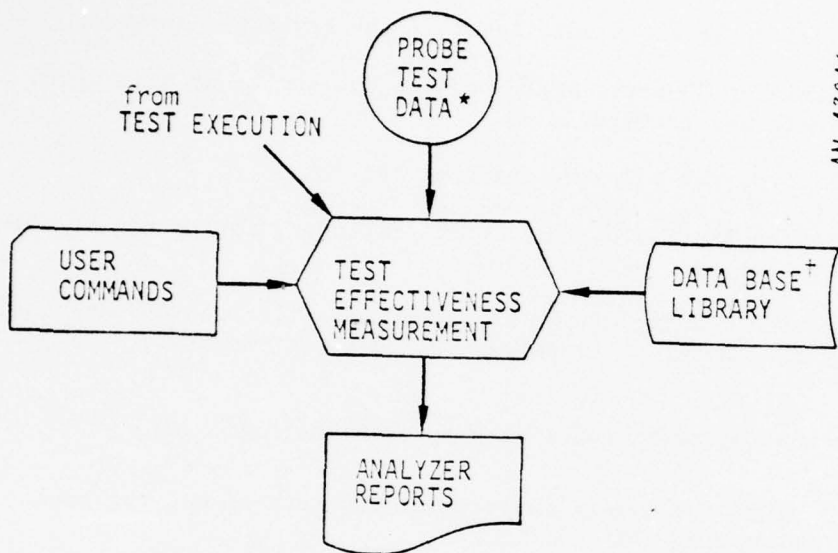 PROBE
TEST
DATA*
from
TEST EXECUTION
USER
COMMANDS
TEST
EFFECTIVENESS
MEASUREMENT
DATA BASE+
LIBRARY
ANALYZER
REPORTS